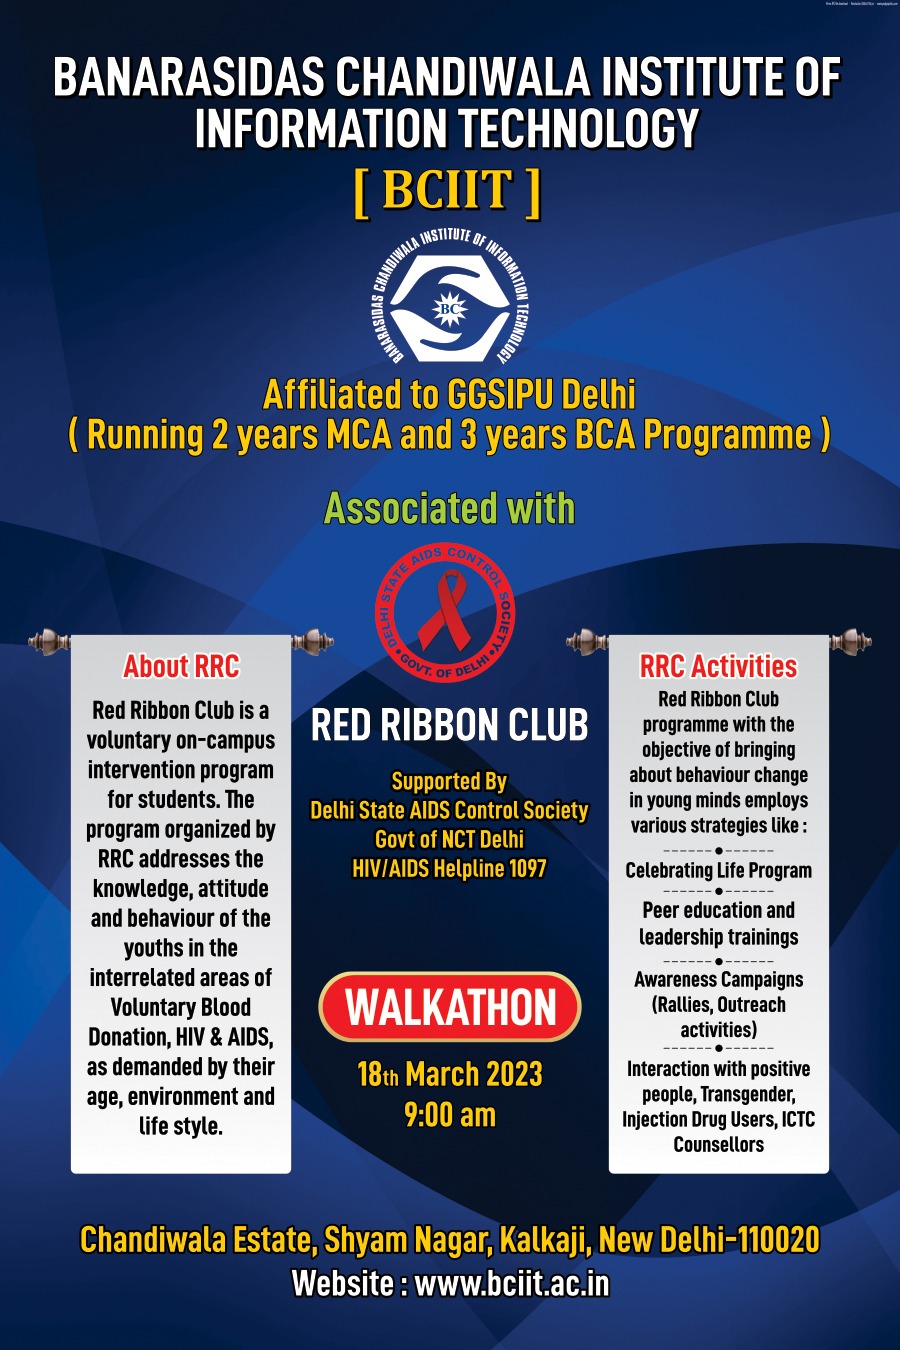 BANARASIDAS CHANDIWALA INSTITUTE OF
INFORMATION TECHNOLOGY
[ BCIIT ]
BANARASIDAS CHANDIWALA INSTITUTE OF INFORMATION TECHNOLOGY
BC
Affiliated to GGSIPU Delhi
( Running 2 years MCA and 3 years BCA Programme )
Associated with
DELHI STATE AIDS CONTROL SOCIETY
• GOVT. OF DELHI •
RED RIBBON CLUB
Supported By
Delhi State AIDS Control Society
Govt of NCT Delhi
HIV/AIDS Helpline 1097
About RRC
Red Ribbon Club is a
voluntary on-campus
intervention program
for students. The
program organized by
RRC addresses the
knowledge, attitude
and behaviour of the
youths in the
interrelated areas of
Voluntary Blood
Donation, HIV & AIDS,
as demanded by their
age, environment and
life style.
RRC Activities
Red Ribbon Club
programme with the
objective of bringing
about behaviour change
in young minds employs
various strategies like :
Celebrating Life Program
Peer education and
leadership trainings
Awareness Campaigns
(Rallies, Outreach
activities)
Interaction with positive
people, Transgender,
Injection Drug Users, ICTC
Counsellors
WALKATHON
18th March 2023
9:00 am
Chandiwala Estate, Shyam Nagar, Kalkaji, New Delhi-110020
Website : www.bciit.ac.in